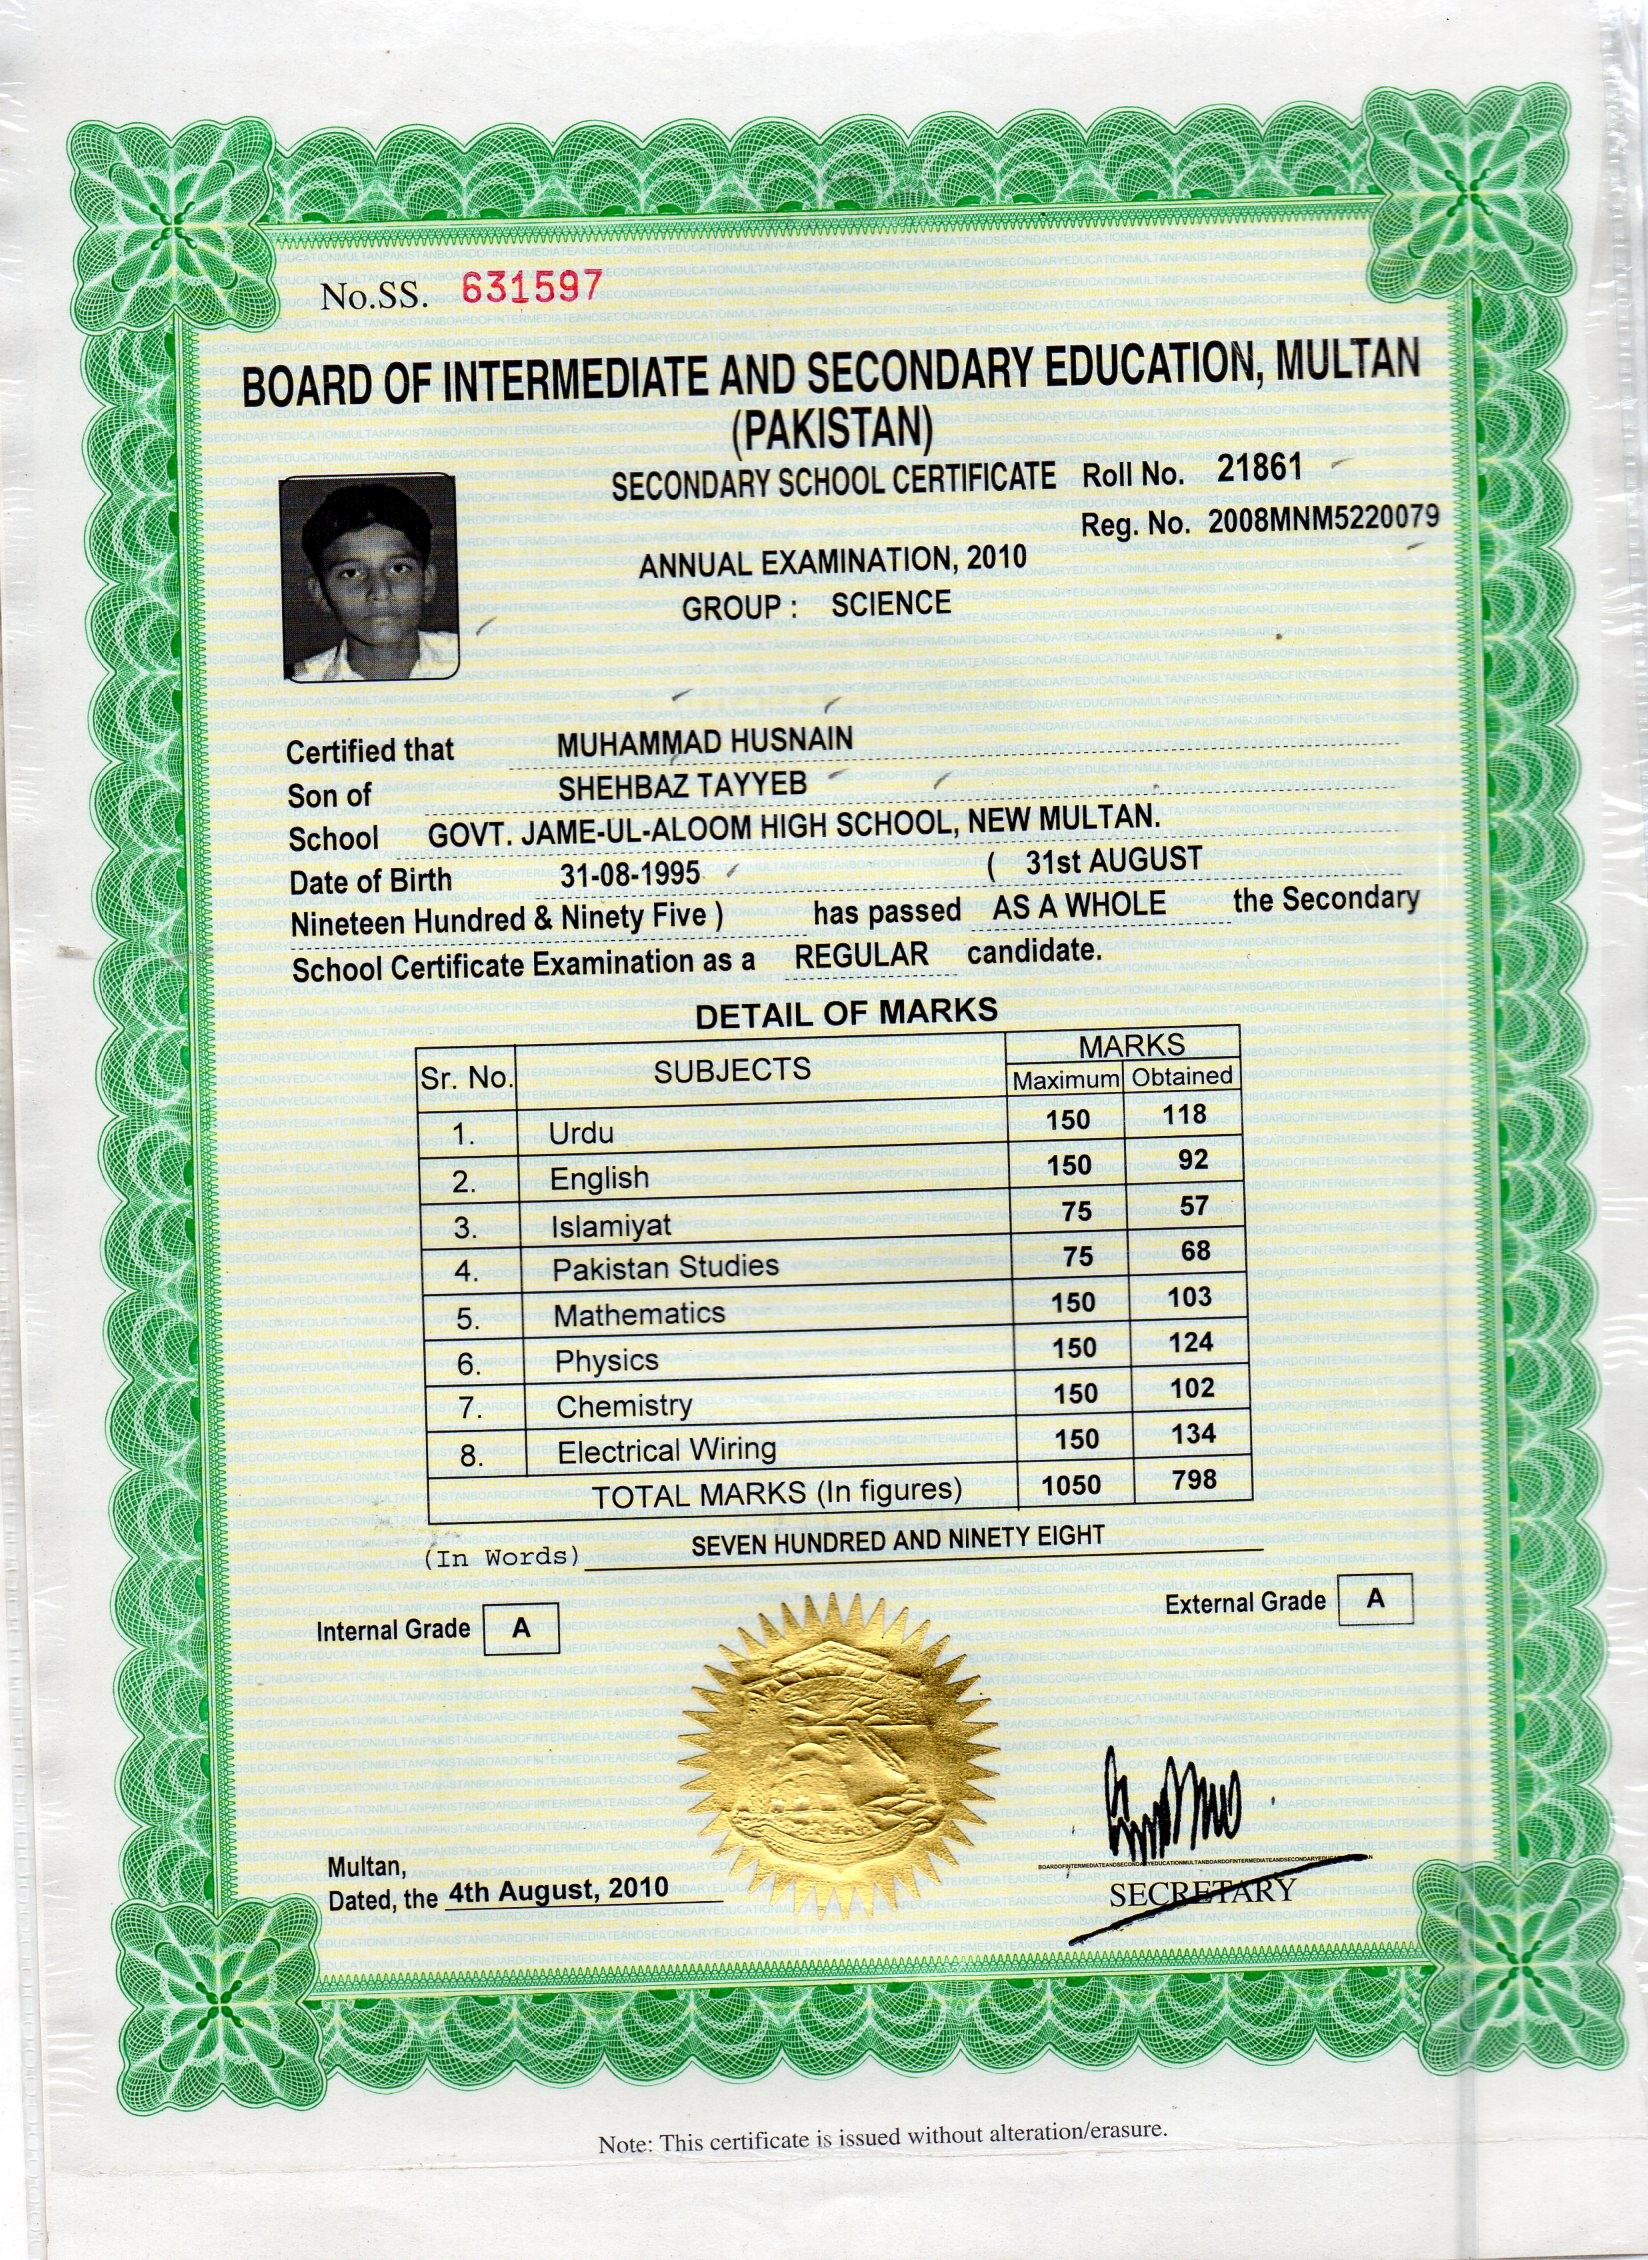 No.SS. 631597
BOARD OF INTERMEDIATE AND SECONDARY EDUCATION, MULTAN
(PAKISTAN)
SECONDARY SCHOOL CERTIFICATE Roll No. 21861
Reg. No. 2008MNM5220079
ANNUAL EXAMINATION, 2010
GROUP : SCIENCE
Certified that MUHAMMAD HUSNAIN
Son of SHEHBAZ TAYYEB
School GOVT. JAME-UL-ALOOM HIGH SCHOOL, NEW MULTAN.
Date of Birth 31-08-1995 ( 31st AUGUST
Nineteen Hundred & Ninety Five ) has passed AS A WHOLE the Secondary
School Certificate Examination as a REGULAR candidate.
DETAIL OF MARKS
Sr. No. SUBJECTS MARKS
Maximum Obtained
1. Urdu 150 118
2. English 150 92
3. Islamiyat 75 57
4. Pakistan Studies 75 68
5. Mathematics 150 103
6. Physics 150 124
7. Chemistry 150 102
8. Electrical Wiring 150 134
TOTAL MARKS (In figures) 1050 798
(In Words) SEVEN HUNDRED AND NINETY EIGHT
Internal Grade A External Grade A
Multan,
Dated, the 4th August, 2010
SECRETARY
Note: This certificate is issued without alteration/erasure.